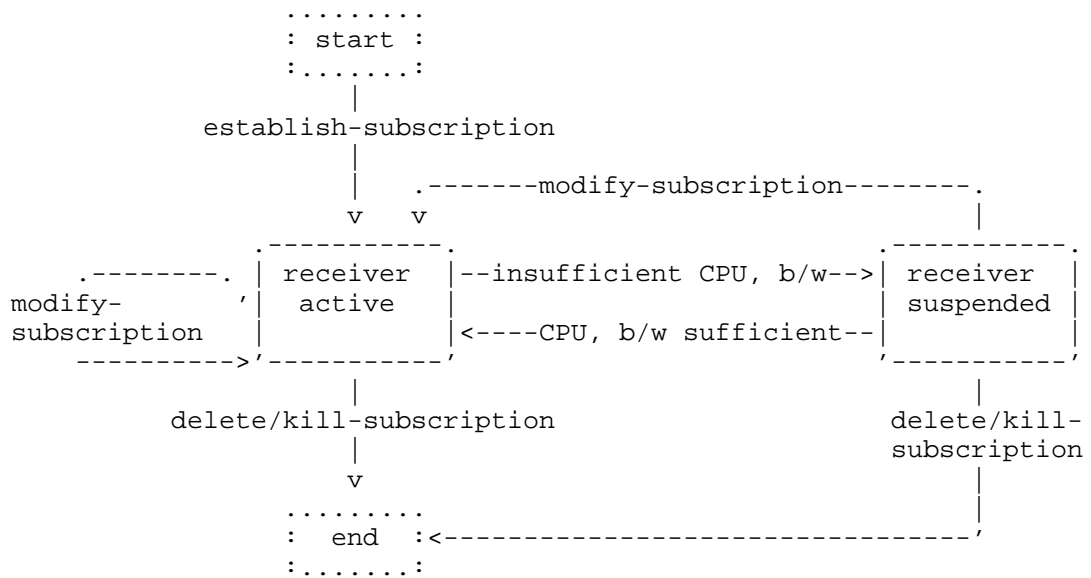 start
establish-subscription
modify-subscription
receiver --insufficient CPU, b/w--> receiver
modify- active suspended
subscription <----CPU, b/w sufficient--
delete/kill-subscription delete/kill-
subscription
end